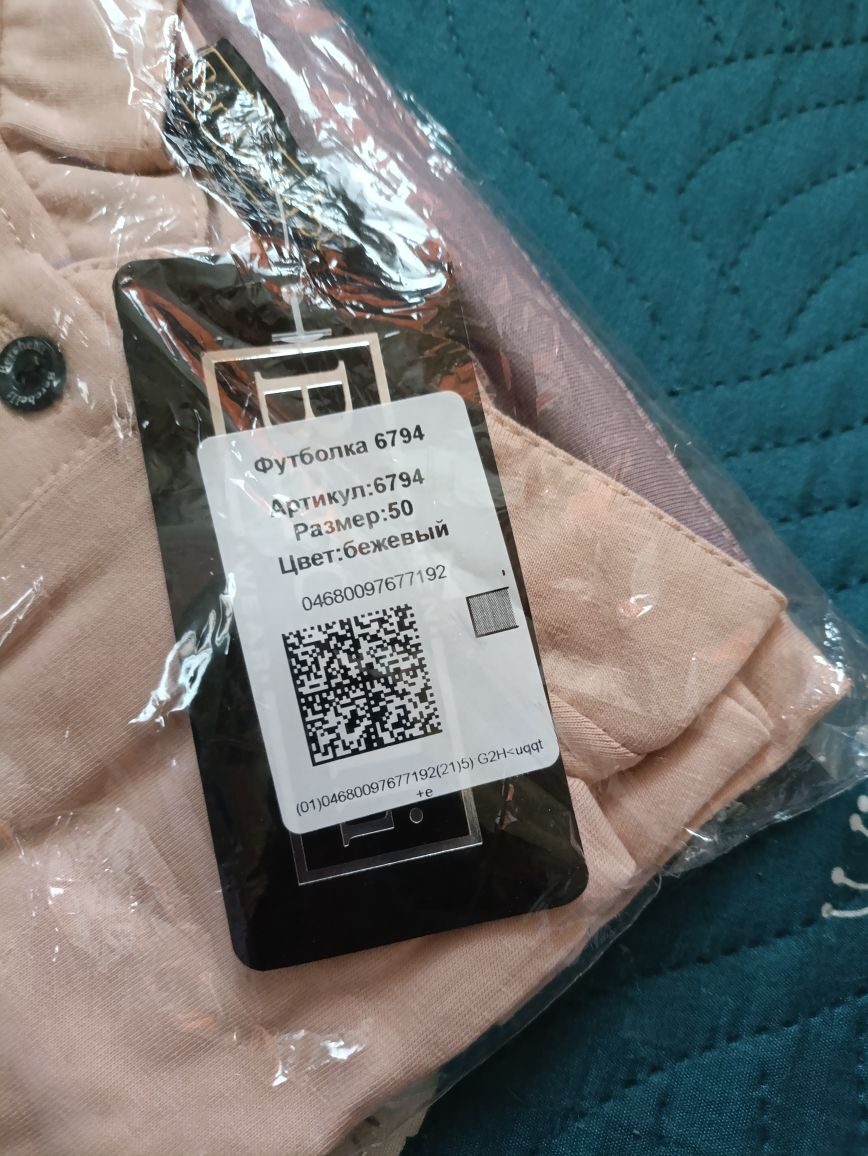 Футболка 6794
Артикул:6794
Размер:50
Цвет:бежевый
04680097677192
(01)04680097677192(21)5) G2H<uqqt
+e